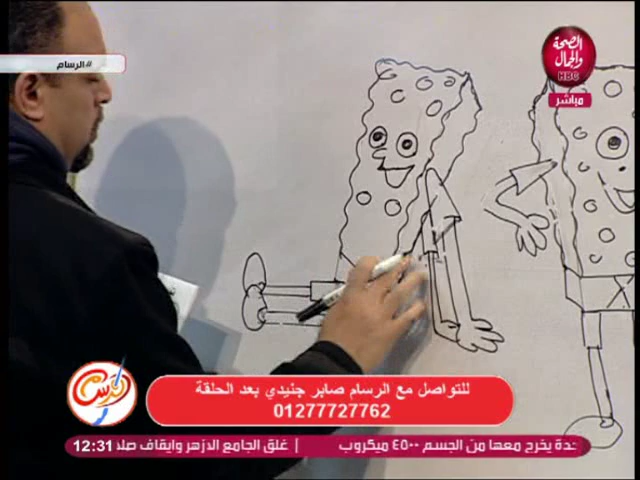 #الرسام
الصحة
والجمال
HBC
مباشر
للتواصل مع الرسام صابر جنيدي بعد الحلقة
01277727762
12:31
غلق الجامع الازهر وايقاف صلا | حدة يخرج معها من الجسم ٤٥٠٠ ميكروب